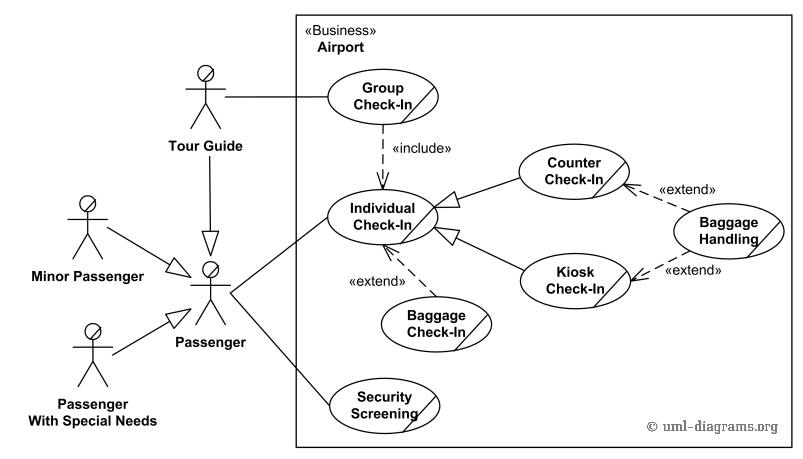 «Business»
Airport
Group
Check-In
Tour Guide
«include»
Counter
Check-In
«extend»
Individual
Check-In
Baggage
Handling
Minor Passenger
Kiosk
Check-In
«extend»
«extend»
Passenger
Baggage
Check-In
Passenger
With Special Needs
Security
Screening
© uml-diagrams.org